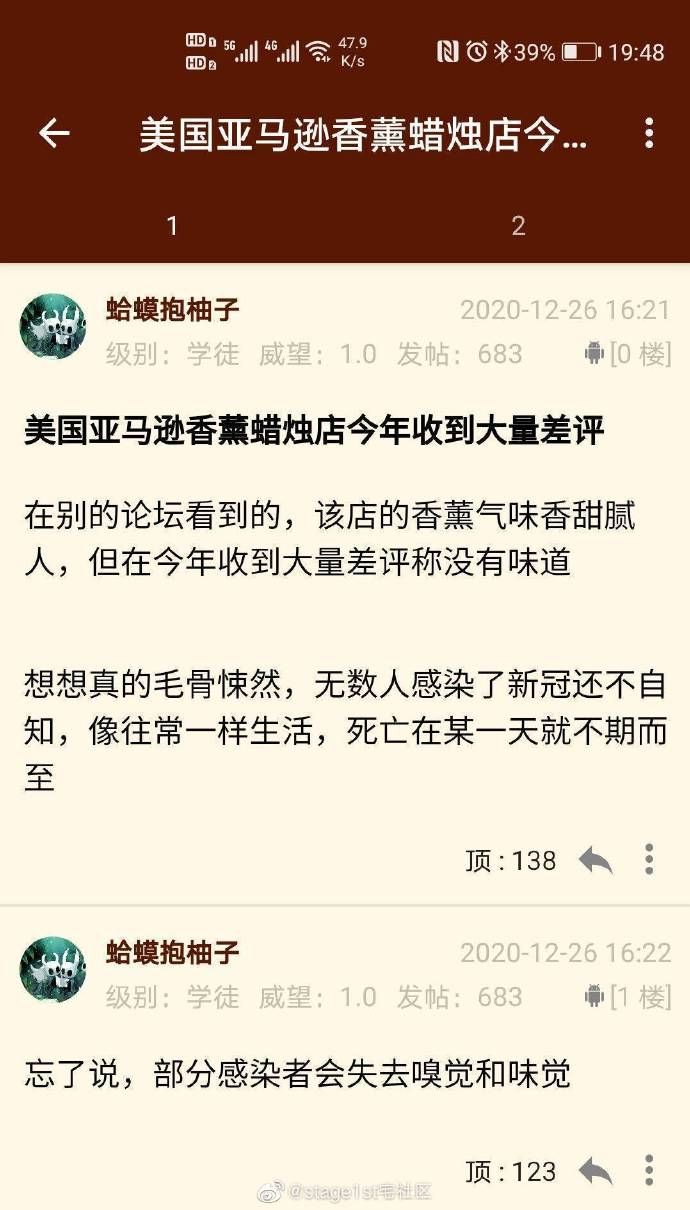 HD 1 5G 4G 47.9 39% 19:48
HD 2 K/s
美国亚马逊香薰蜡烛店今...
1 2
蛤蟆抱柚子 2020-12-26 16:21
级别：学徒 威望：1.0 发帖：683 [0 楼]
美国亚马逊香薰蜡烛店今年收到大量差评
在别的论坛看到的，该店的香薰气味香甜腻
人，但在今年收到大量差评称没有味道
想想真的毛骨悚然，无数人感染了新冠还不自
知，像往常一样生活，死亡在某一天就不期而
至
顶 : 138
蛤蟆抱柚子 2020-12-26 16:22
级别：学徒 威望：1.0 发帖：683 [1 楼]
忘了说，部分感染者会失去嗅觉和味觉
顶 : 123
@stage1st宅社区